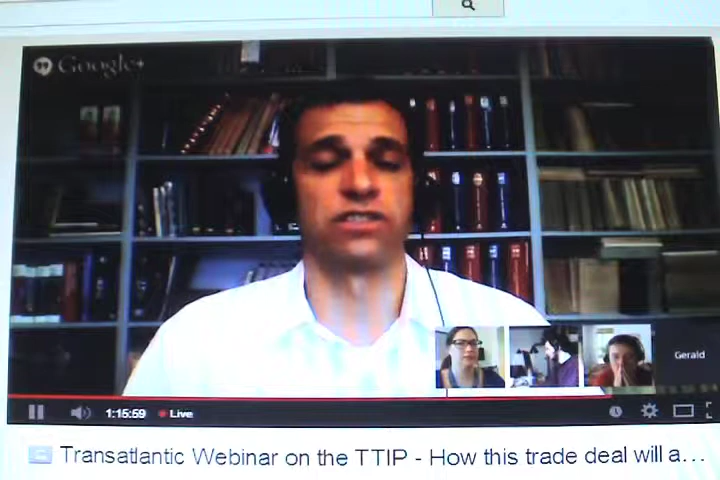 Google+
Gerald
1:15:59 Live
Transatlantic Webinar on the TTIP - How this trade deal will a...